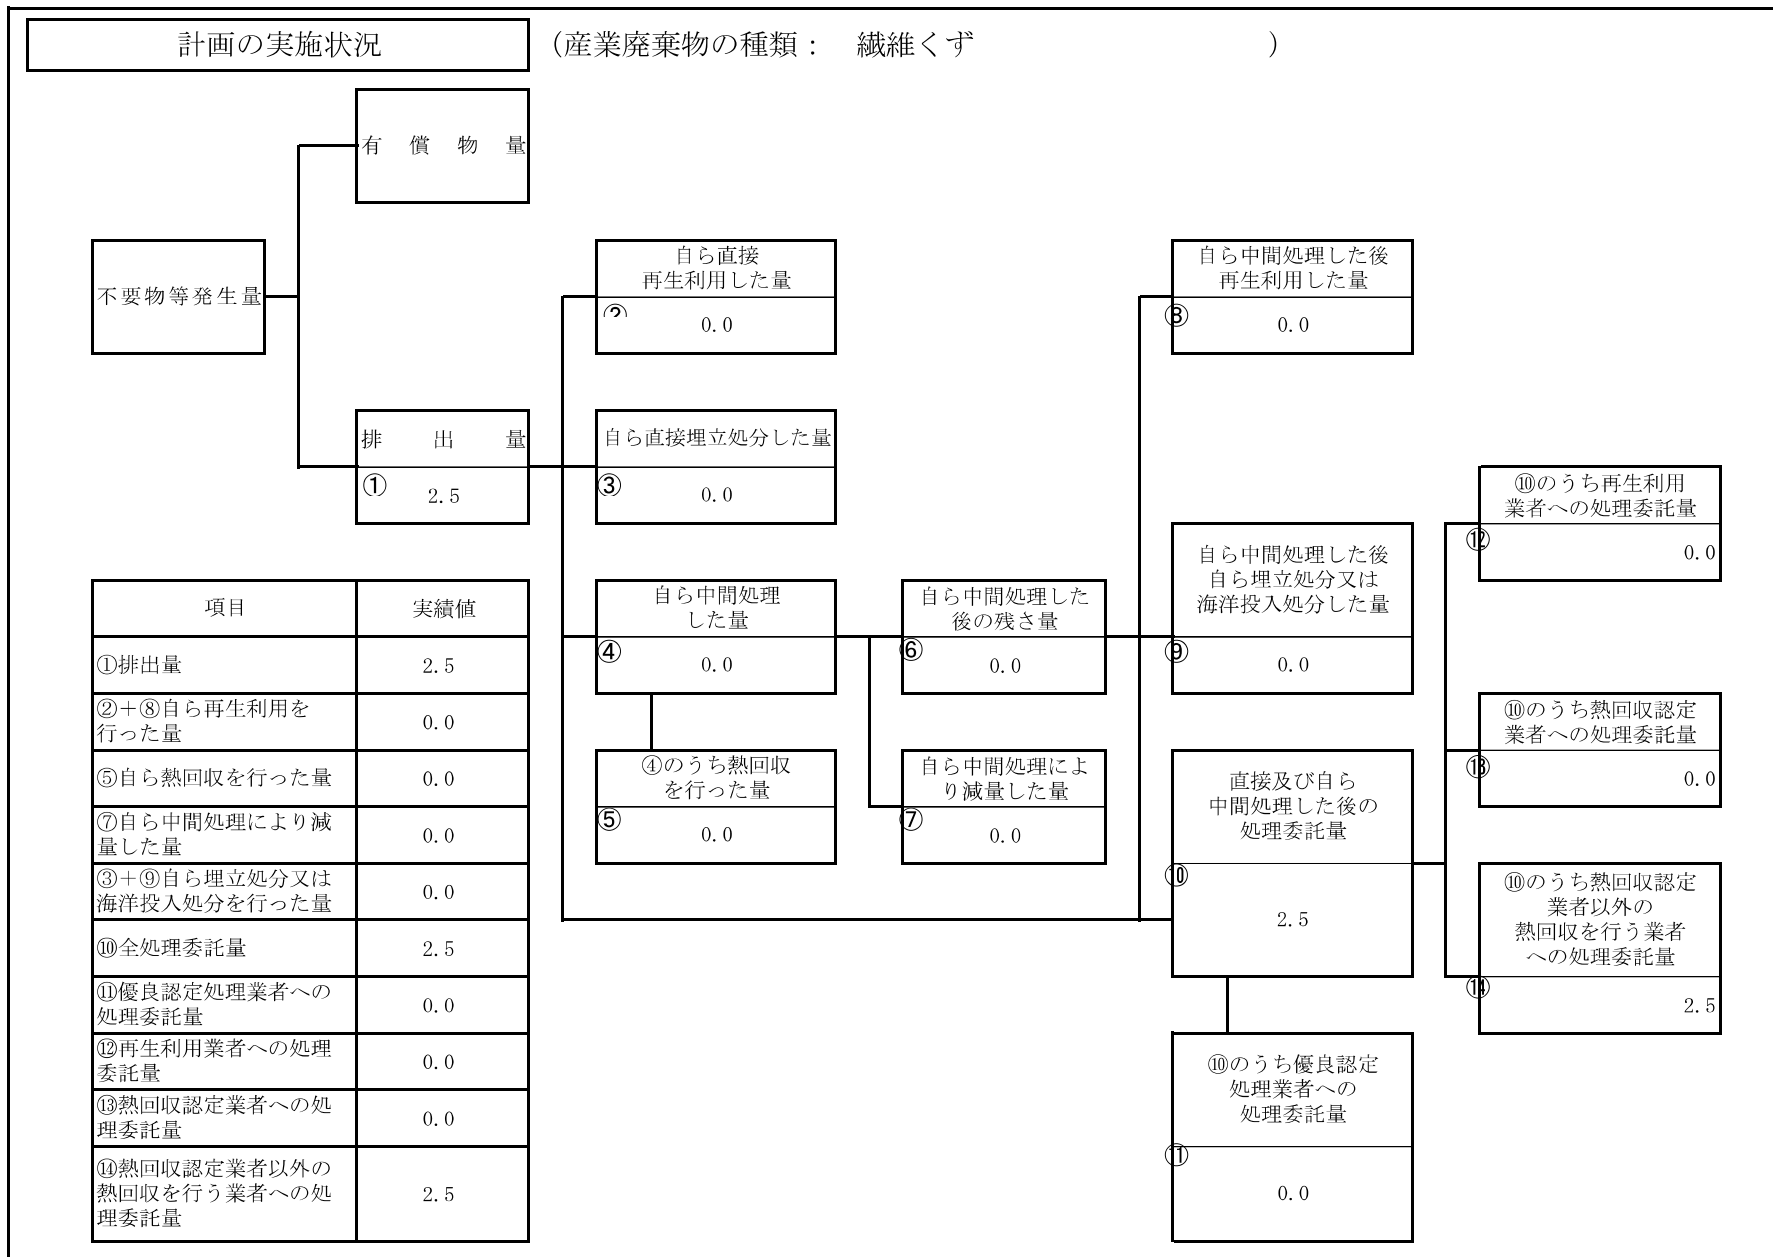 計画の実施状況
（産業廃棄物の種類： 繊維くず ）
有償物量
不要物等発生量
自ら直接
再生利用した量
②
0.0
自ら中間処理した後
再生利用した量
⑧
0.0
排出量
①
2.5
自ら直接埋立処分した量
③
0.0
⑩のうち再生利用
業者への処理委託量
⑫
0.0
自ら中間処理
した量
④
0.0
自ら中間処理した
後の残さ量
⑥
0.0
自ら中間処理した後
自ら埋立処分又は
海洋投入処分した量
⑨
0.0
⑩のうち熱回収認定
業者への処理委託量
⑬
0.0
④のうち熱回収
を行った量
⑤
0.0
自ら中間処理によ
り減量した量
⑦
0.0
直接及び自ら
中間処理した後の
処理委託量
⑩
2.5
⑩のうち熱回収認定
業者以外の
熱回収を行う業者
への処理委託量
⑭
2.5
⑩のうち優良認定
処理業者への
処理委託量
⑪
0.0
項目 実績値
①排出量 2.5
②＋⑧自ら再生利用を
行った量 0.0
⑤自ら熱回収を行った量 0.0
⑦自ら中間処理により減
量した量 0.0
③＋⑨自ら埋立処分又は
海洋投入処分を行った量 0.0
⑩全処理委託量 2.5
⑪優良認定処理業者への
処理委託量 0.0
⑫再生利用業者への処理
委託量 0.0
⑬熱回収認定業者への処
理委託量 0.0
⑭熱回収認定業者以外の
熱回収を行う業者への処
理委託量 2.5